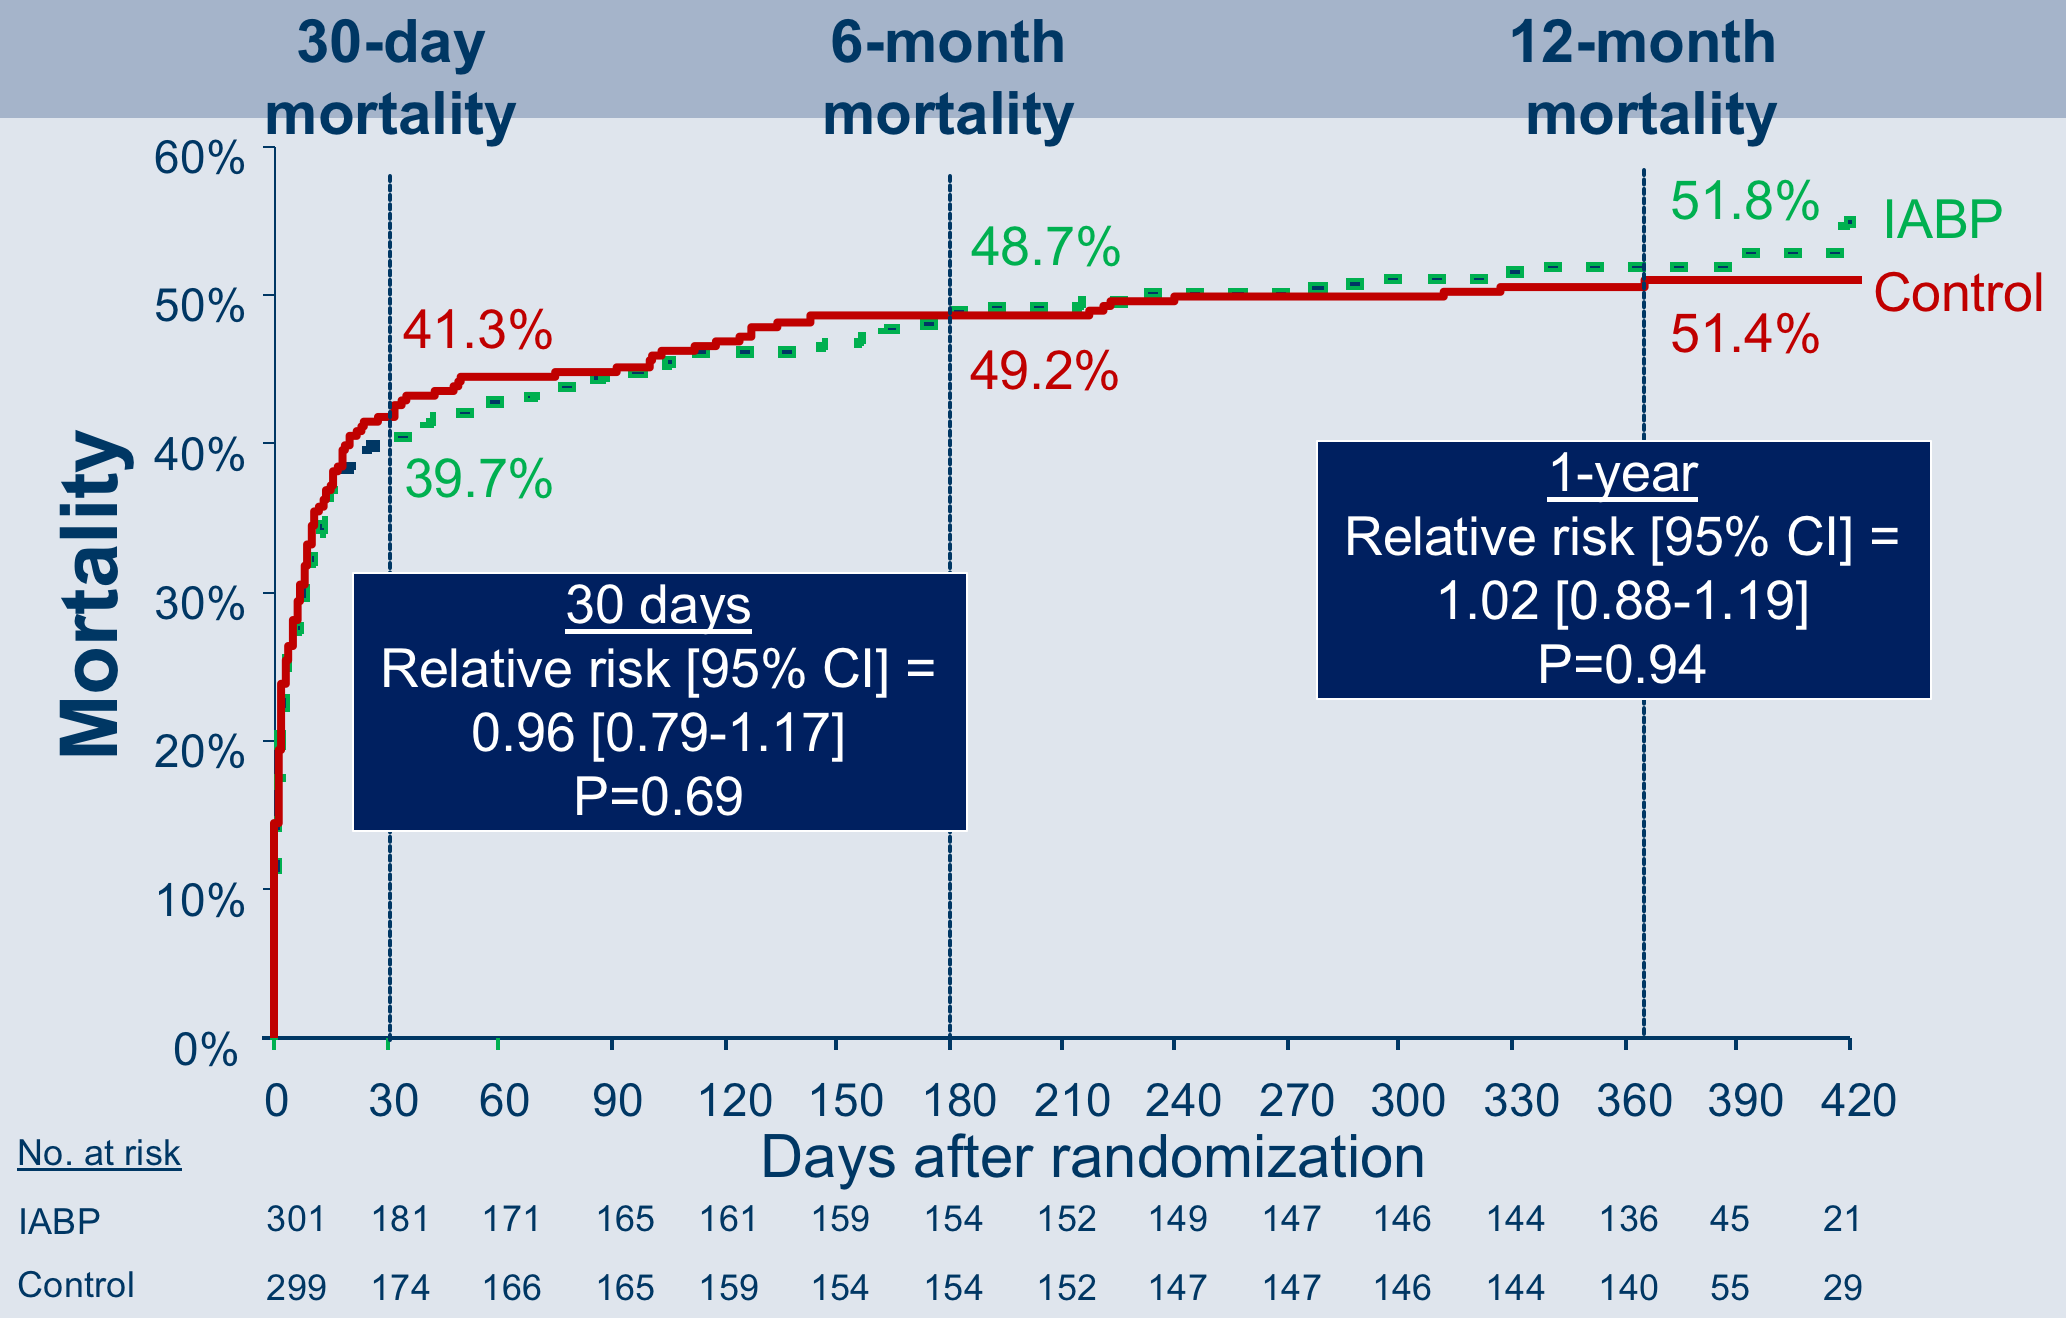 30-day
mortality
6-month
mortality
12-month
mortality
60%
50%
40%
30%
20%
10%
0%
Mortality
41.3%
39.7%
48.7%
49.2%
51.8%
51.4%
IABP
Control
30 days
Relative risk [95% CI] =
0.96 [0.79-1.17]
P=0.69
1-year
Relative risk [95% CI] =
1.02 [0.88-1.19]
P=0.94
0 30 60 90 120 150 180 210 240 270 300 330 360 390 420
Days after randomization
No. at risk
IABP 301 181 171 165 161 159 154 152 149 147 146 144 136 45 21
Control 299 174 166 165 159 154 154 152 147 147 146 144 140 55 29